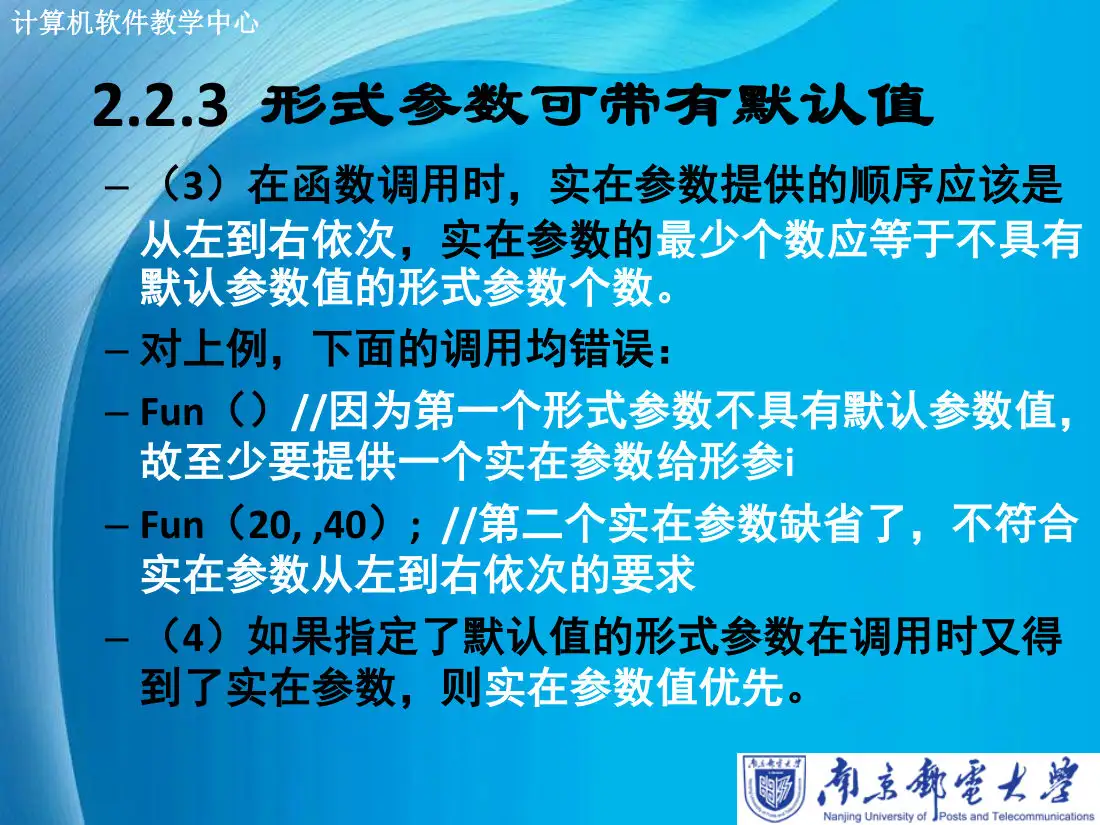 计算机软件教学中心
2.2.3 形式参数可带有默认值
– （3）在函数调用时，实在参数提供的顺序应该是
从左到右依次，实在参数的最少个数应等于不具有
默认参数值的形式参数个数。
– 对上例，下面的调用均错误：
– Fun（）//因为第一个形式参数不具有默认参数值，
故至少要提供一个实在参数给形参i
– Fun（20, ,40）; //第二个实在参数缺省了，不符合
实在参数从左到右依次的要求
– （4）如果指定了默认值的形式参数在调用时又得
到了实在参数，则实在参数值优先。
南京郵電大學
Nanjing University of Posts and Telecommunications